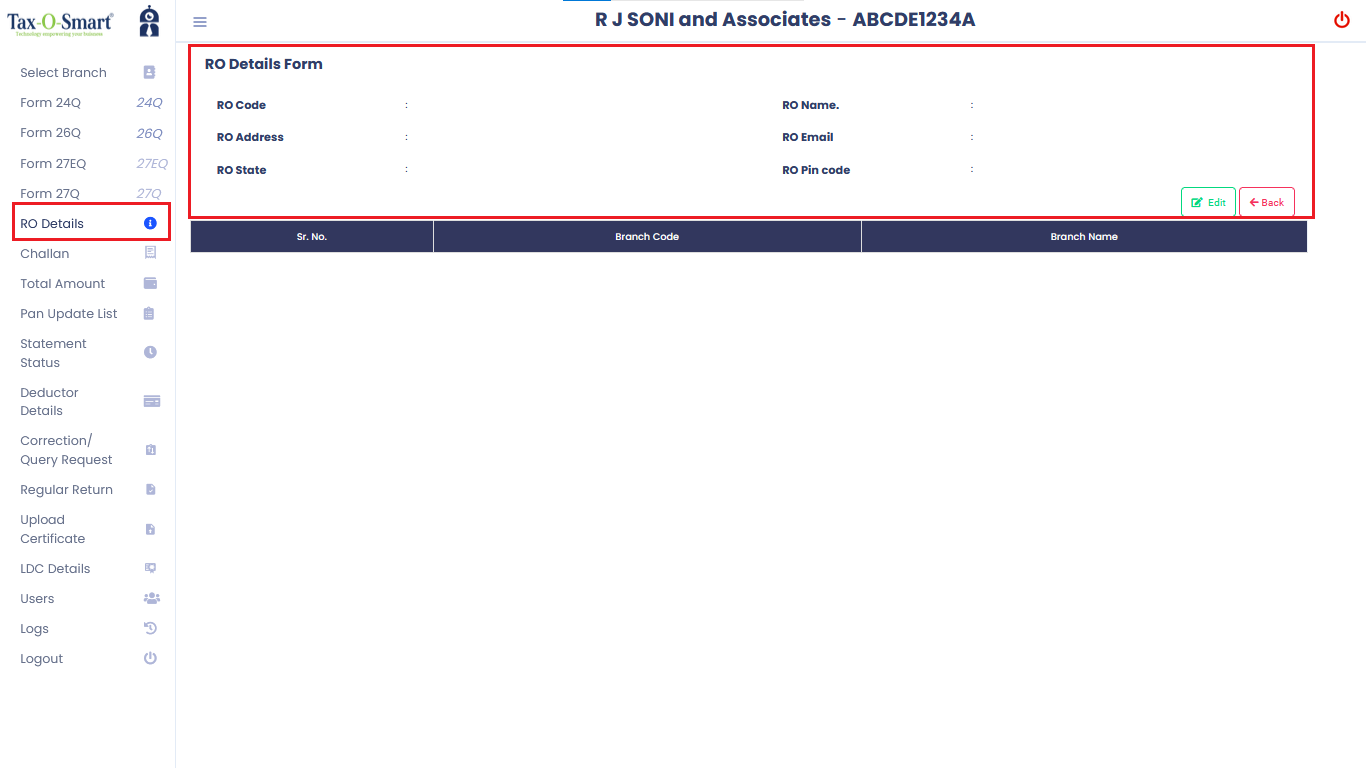 Tax-O-Smart®
Technology empowering your business
R J SONI and Associates - ABCDE1234A
Select Branch
Form 24Q 24Q
Form 26Q 26Q
Form 27EQ 27EQ
Form 27Q 27Q
RO Details
Challan
Total Amount
Pan Update List
Statement
Status
Deductor
Details
Correction/
Query Request
Regular Return
Upload
Certificate
LDC Details
Users
Logs
Logout
RO Details Form
RO Code : RO Name. :
RO Address : RO Email :
RO State : RO Pin code :
Edit Back
Sr. No. Branch Code Branch Name